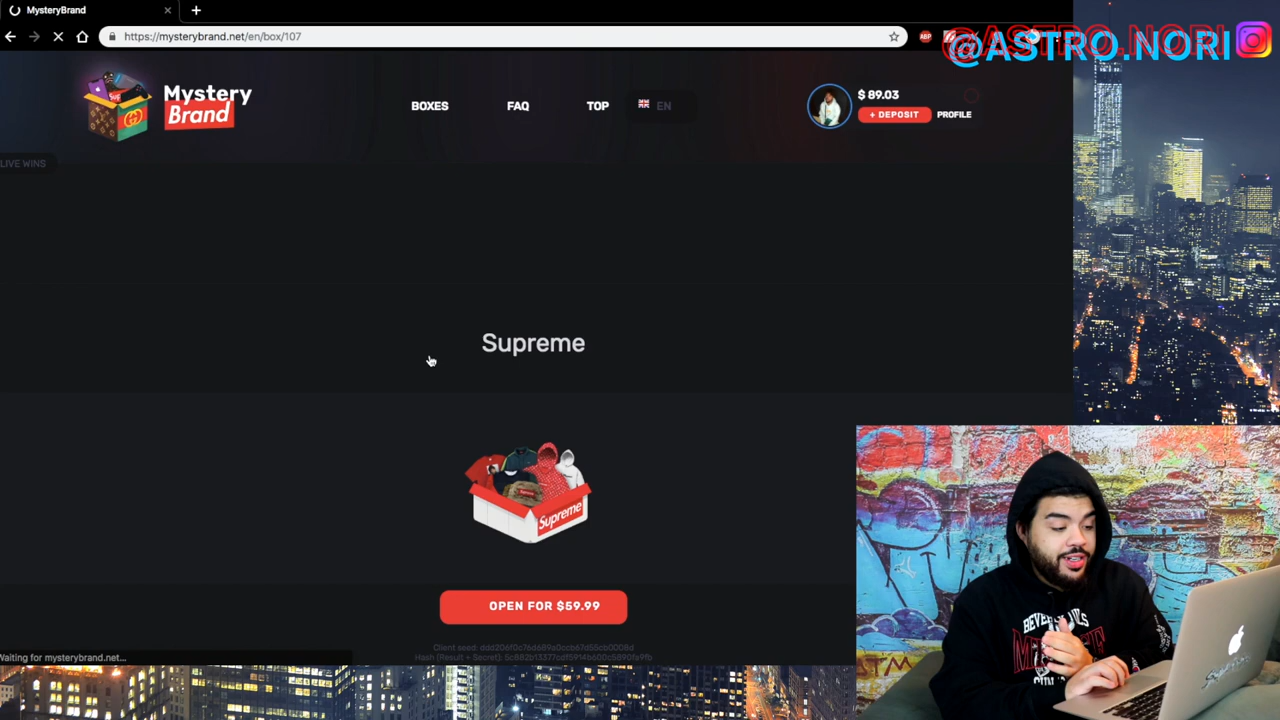 MysteryBrand
https://mysterybrand.net/en/box/107
ABP
@ASTRO.NORI
Mystery
Brand
BOXES
FAQ
TOP
EN
$ 89.03
+ DEPOSIT
PROFILE
LIVE WINS
Supreme
Supreme
OPEN FOR $59.99
Waiting for mysterybrand.net...